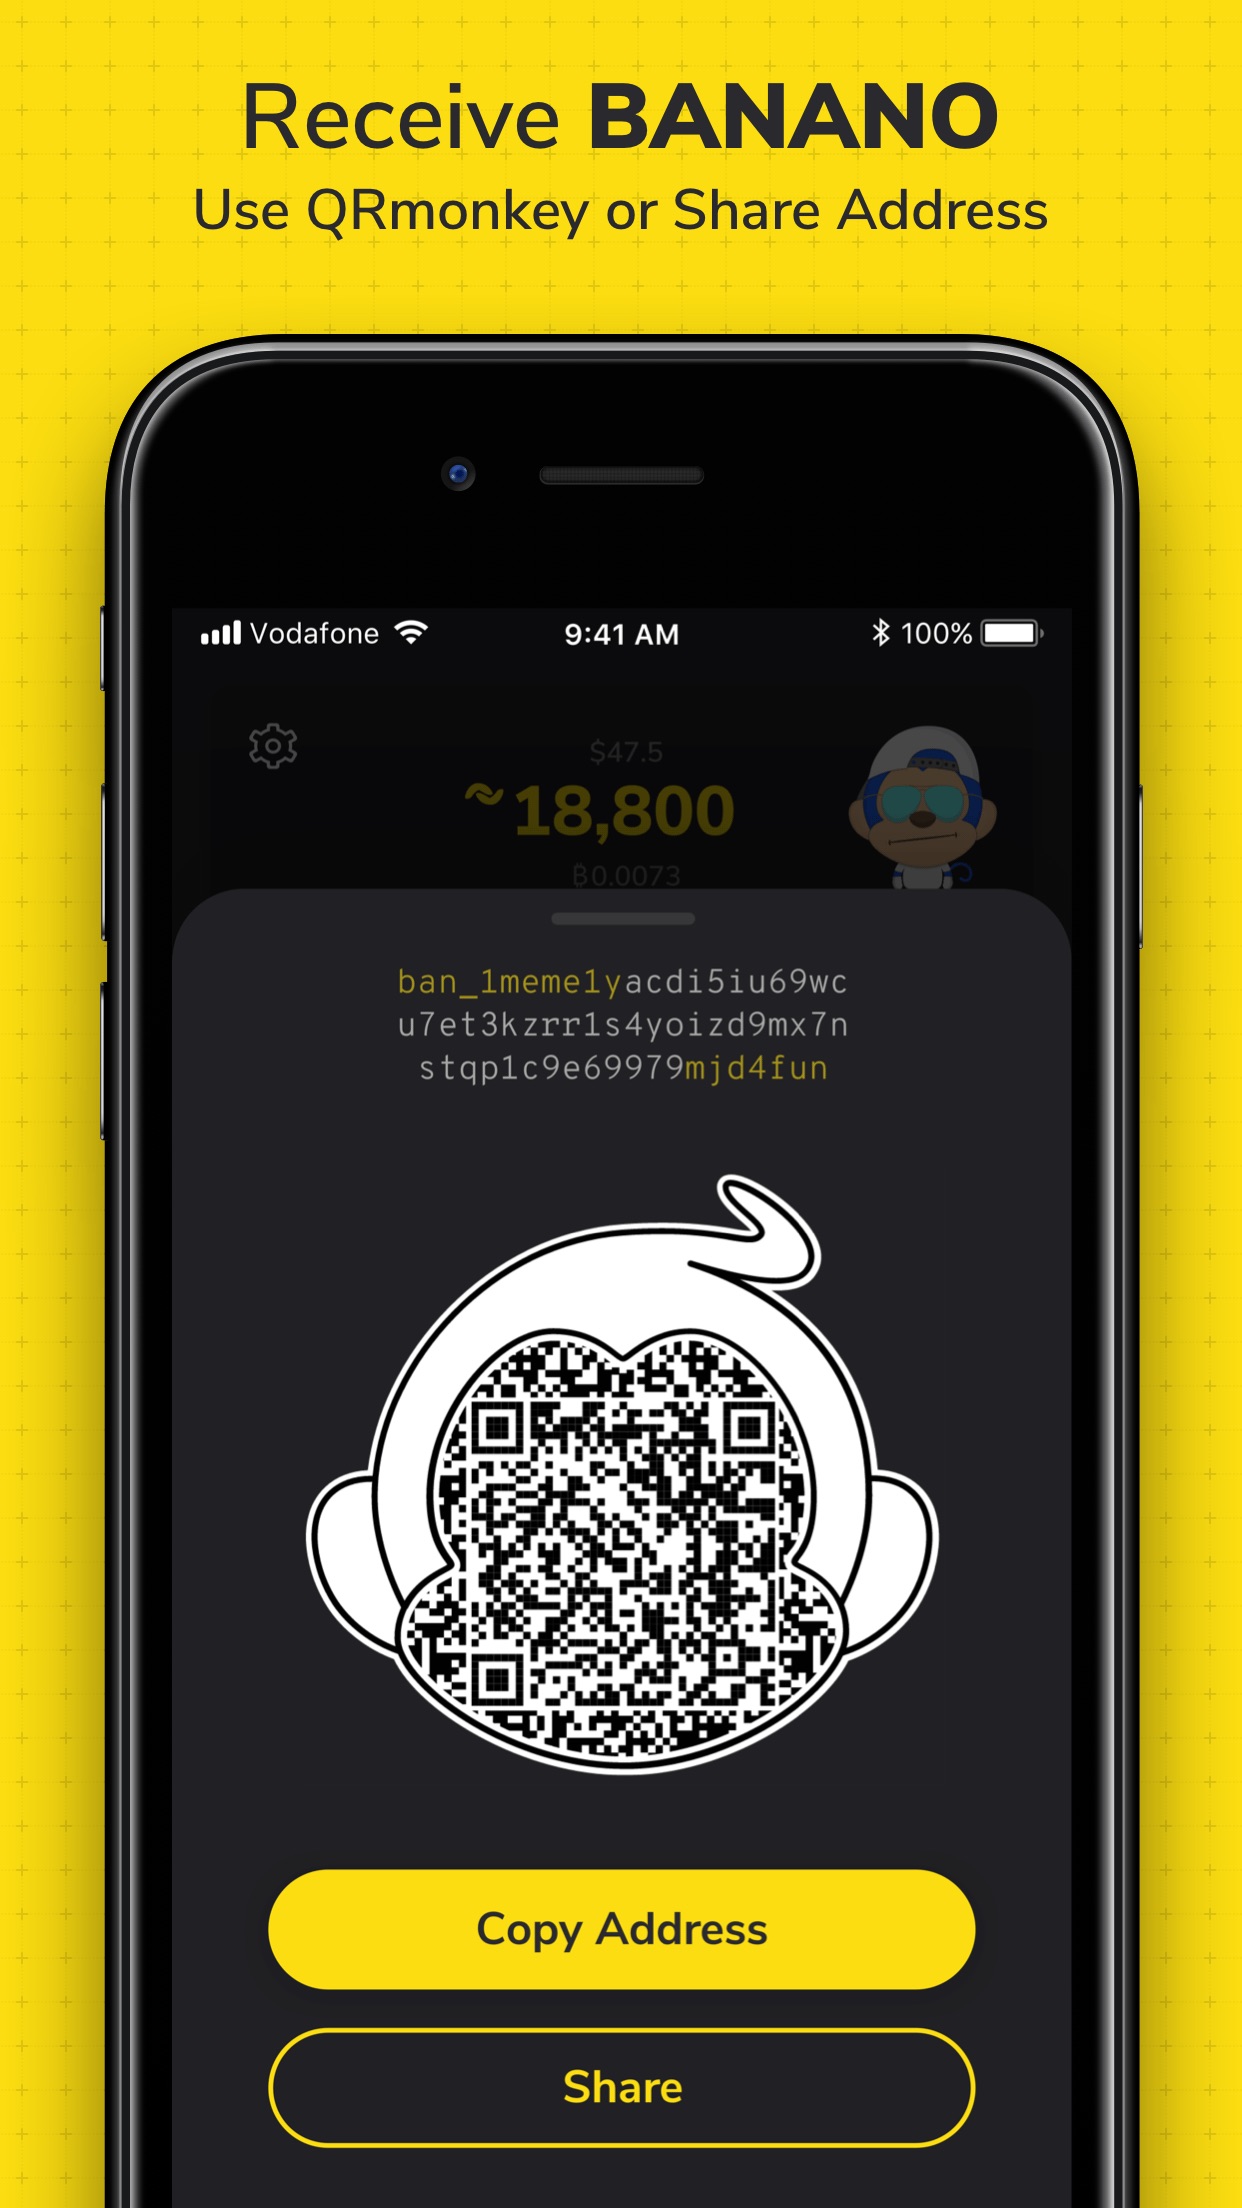 Receive BANANO
Use QRmonkey or Share Address
Vodafone 9:41 AM 100%
$47.5
~18,800
₿0.0073
ban_1meme1yacdi5iu69wc
u7et3kzrr1s4yoizd9mx7n
stqp1c9e69979mjd4fun
Copy Address
Share